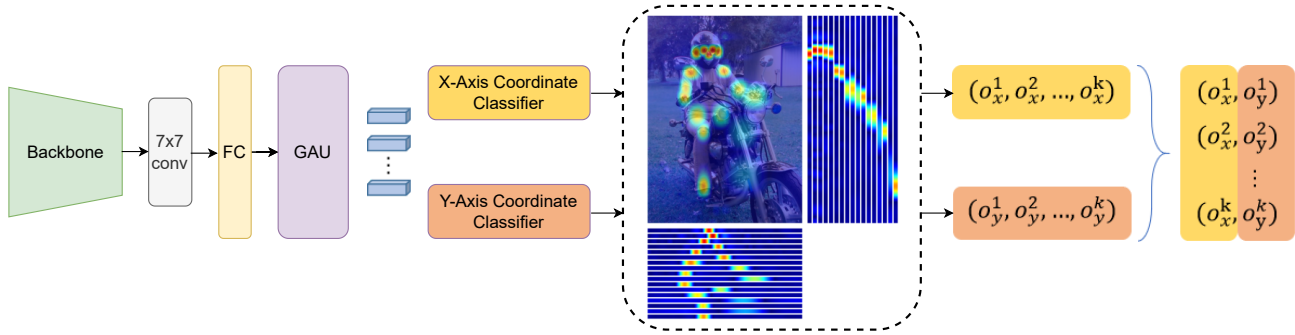 Backbone
7x7
conv
FC
GAU
X-Axis Coordinate
Classifier
Y-Axis Coordinate
Classifier
(o_x^1, o_x^2, ..., o_x^k)
(o_y^1, o_y^2, ..., o_y^k)
(o_x^1, o_y^1)
(o_x^2, o_y^2)
⋮
(o_x^k, o_y^k)